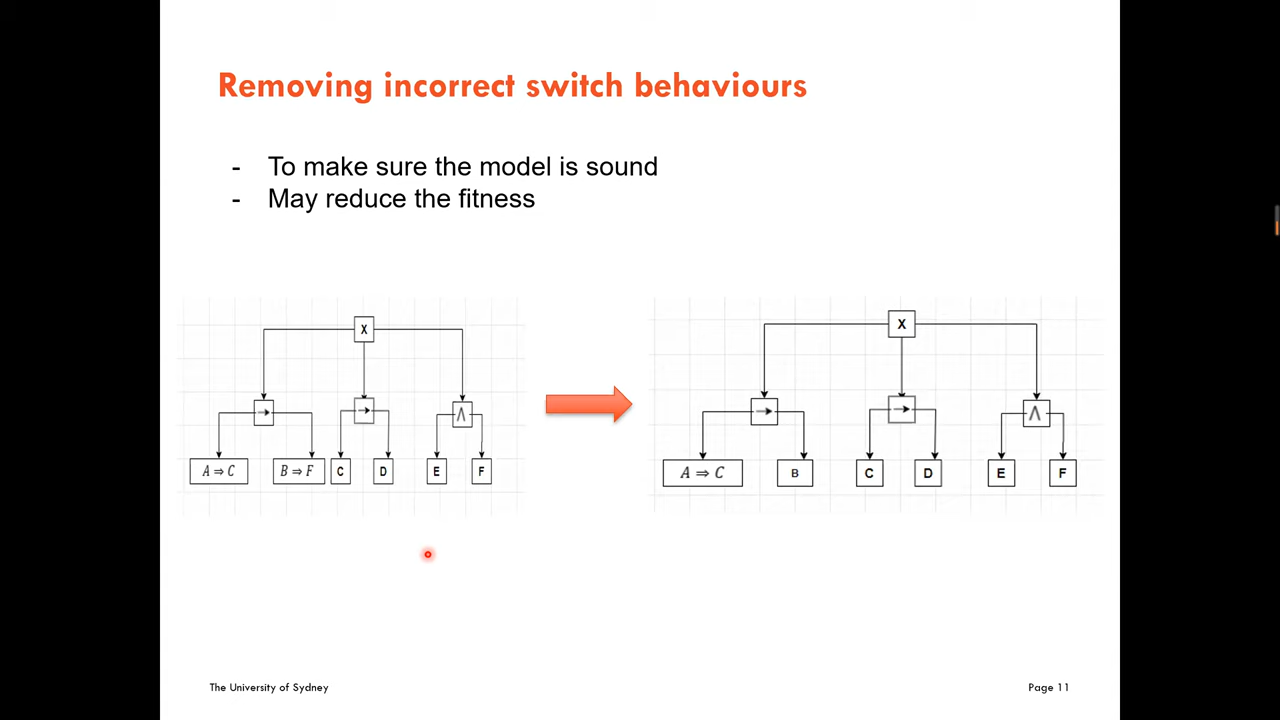 Removing incorrect switch behaviours
- To make sure the model is sound
- May reduce the fitness
X
→ → Λ
A ⇒ C B ⇒ F C D E F
X
→ → Λ
A ⇒ C B C D E F
The University of Sydney
Page 11